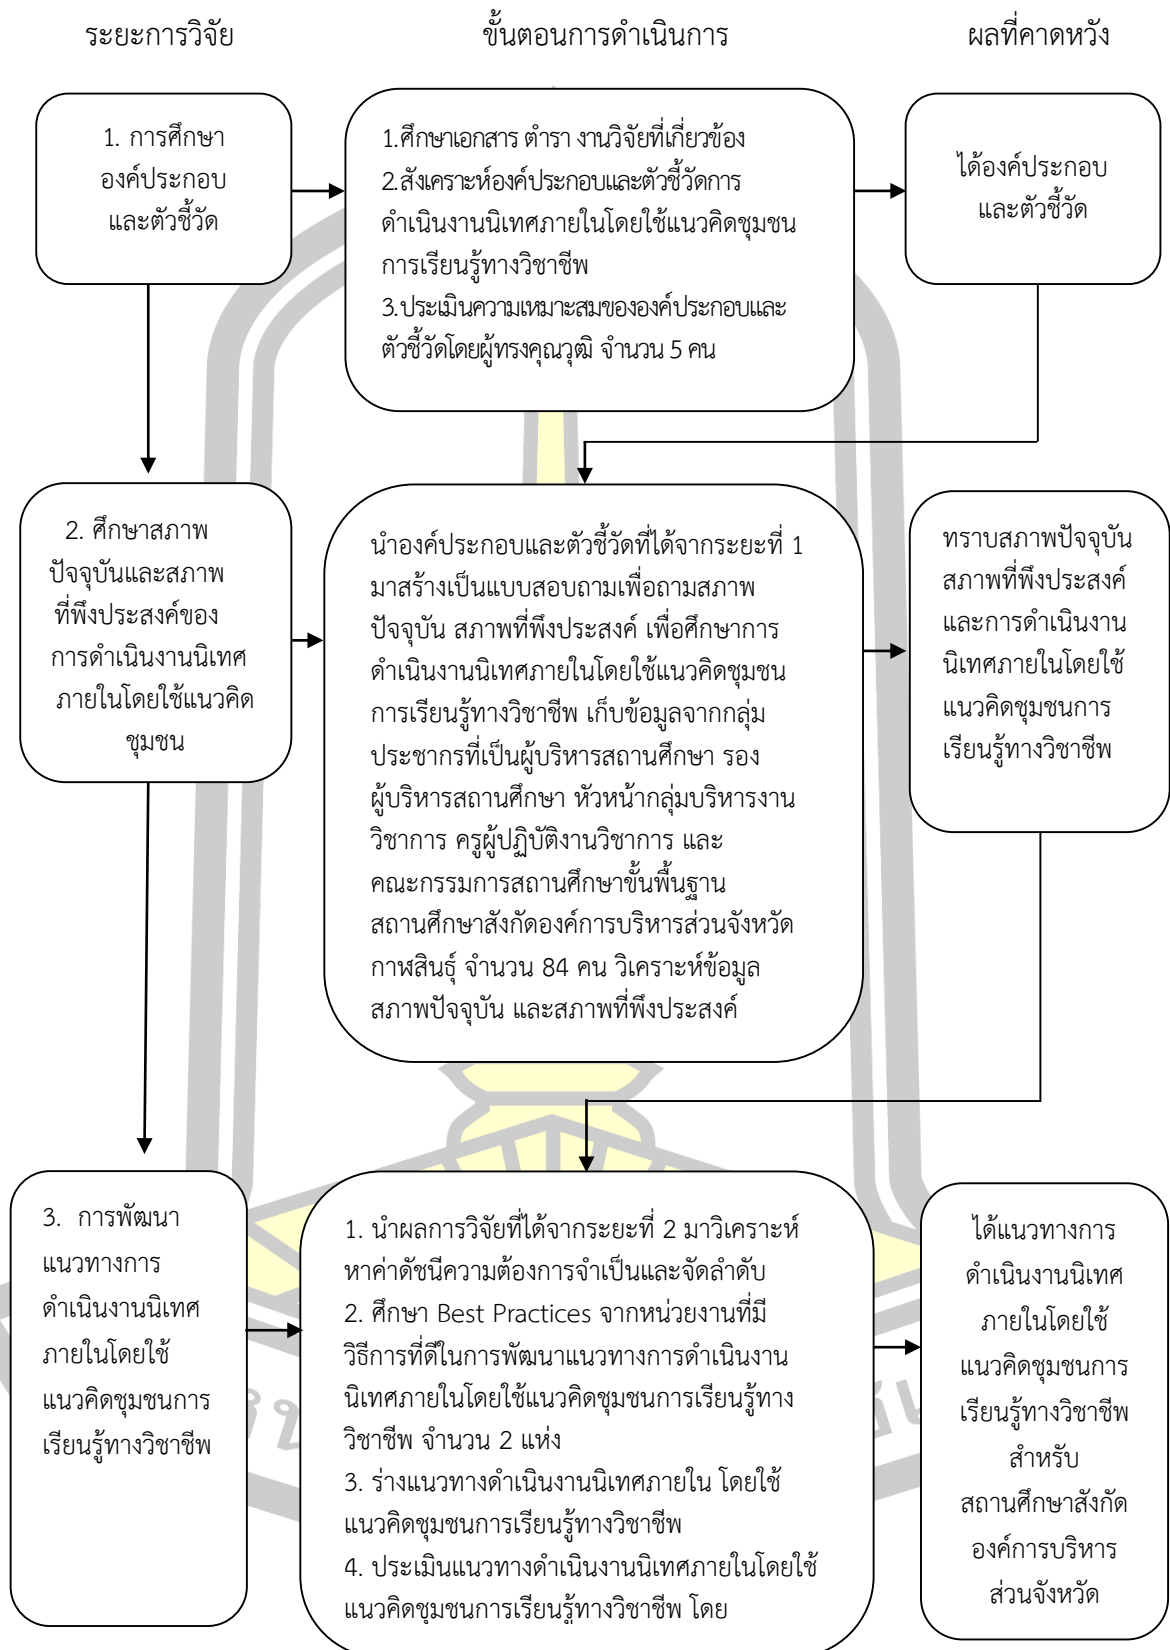 ระยะการวิจัย
ขั้นตอนการดำเนินการ
ผลที่คาดหวัง
1. การศึกษา
องค์ประกอบ
และตัวชี้วัด
1.ศึกษาเอกสาร ตำรา งานวิจัยที่เกี่ยวข้อง
2.สังเคราะห์องค์ประกอบและตัวชี้วัดการ
ดำเนินงานนิเทศภายในโดยใช้แนวคิดชุมชน
การเรียนรู้ทางวิชาชีพ
3.ประเมินความเหมาะสมขององค์ประกอบและ
ตัวชี้วัดโดยผู้ทรงคุณวุฒิ จำนวน 5 คน
ได้องค์ประกอบ
และตัวชี้วัด
2. ศึกษาสภาพ
ปัจจุบันและสภาพ
ที่พึงประสงค์ของ
การดำเนินงานนิเทศ
ภายในโดยใช้แนวคิด
ชุมชน
นำองค์ประกอบและตัวชี้วัดที่ได้จากระยะที่ 1
มาสร้างเป็นแบบสอบถามเพื่อถามสภาพ
ปัจจุบัน สภาพที่พึงประสงค์ เพื่อศึกษาการ
ดำเนินงานนิเทศภายในโดยใช้แนวคิดชุมชน
การเรียนรู้ทางวิชาชีพ เก็บข้อมูลจากกลุ่ม
ประชากรที่เป็นผู้บริหารสถานศึกษา รอง
ผู้บริหารสถานศึกษา หัวหน้ากลุ่มบริหารงาน
วิชาการ ครูผู้ปฏิบัติงานวิชาการ และ
คณะกรรมการสถานศึกษาขั้นพื้นฐาน
สถานศึกษาสังกัดองค์การบริหารส่วนจังหวัด
กาฬสินธุ์ จำนวน 84 คน วิเคราะห์ข้อมูล
สภาพปัจจุบัน และสภาพที่พึงประสงค์
ทราบสภาพปัจจุบัน
สภาพที่พึงประสงค์
และการดำเนินงาน
นิเทศภายในโดยใช้
แนวคิดชุมชนการ
เรียนรู้ทางวิชาชีพ
3. การพัฒนา
แนวทางการ
ดำเนินงานนิเทศ
ภายในโดยใช้
แนวคิดชุมชนการ
เรียนรู้ทางวิชาชีพ
1. นำผลการวิจัยที่ได้จากระยะที่ 2 มาวิเคราะห์
หาค่าดัชนีความต้องการจำเป็นและจัดลำดับ
2. ศึกษา Best Practices จากหน่วยงานที่มี
วิธีการที่ดีในการพัฒนาแนวทางการดำเนินงาน
นิเทศภายในโดยใช้แนวคิดชุมชนการเรียนรู้ทาง
วิชาชีพ จำนวน 2 แห่ง
3. ร่างแนวทางดำเนินงานนิเทศภายใน โดยใช้
แนวคิดชุมชนการเรียนรู้ทางวิชาชีพ
4. ประเมินแนวทางดำเนินงานนิเทศภายในโดยใช้
แนวคิดชุมชนการเรียนรู้ทางวิชาชีพ โดย
ได้แนวทางการ
ดำเนินงานนิเทศ
ภายในโดยใช้
แนวคิดชุมชนการ
เรียนรู้ทางวิชาชีพ
สำหรับ
สถานศึกษาสังกัด
องค์การบริหาร
ส่วนจังหวัด